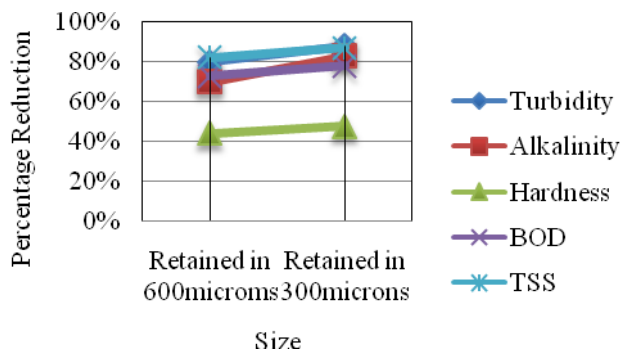 100%
80%
60%
40%
20%
0%
Percentage Reduction
Retained in
600microms
Retained in
300microns
Size
Turbidity
Alkalinity
Hardness
BOD
TSS